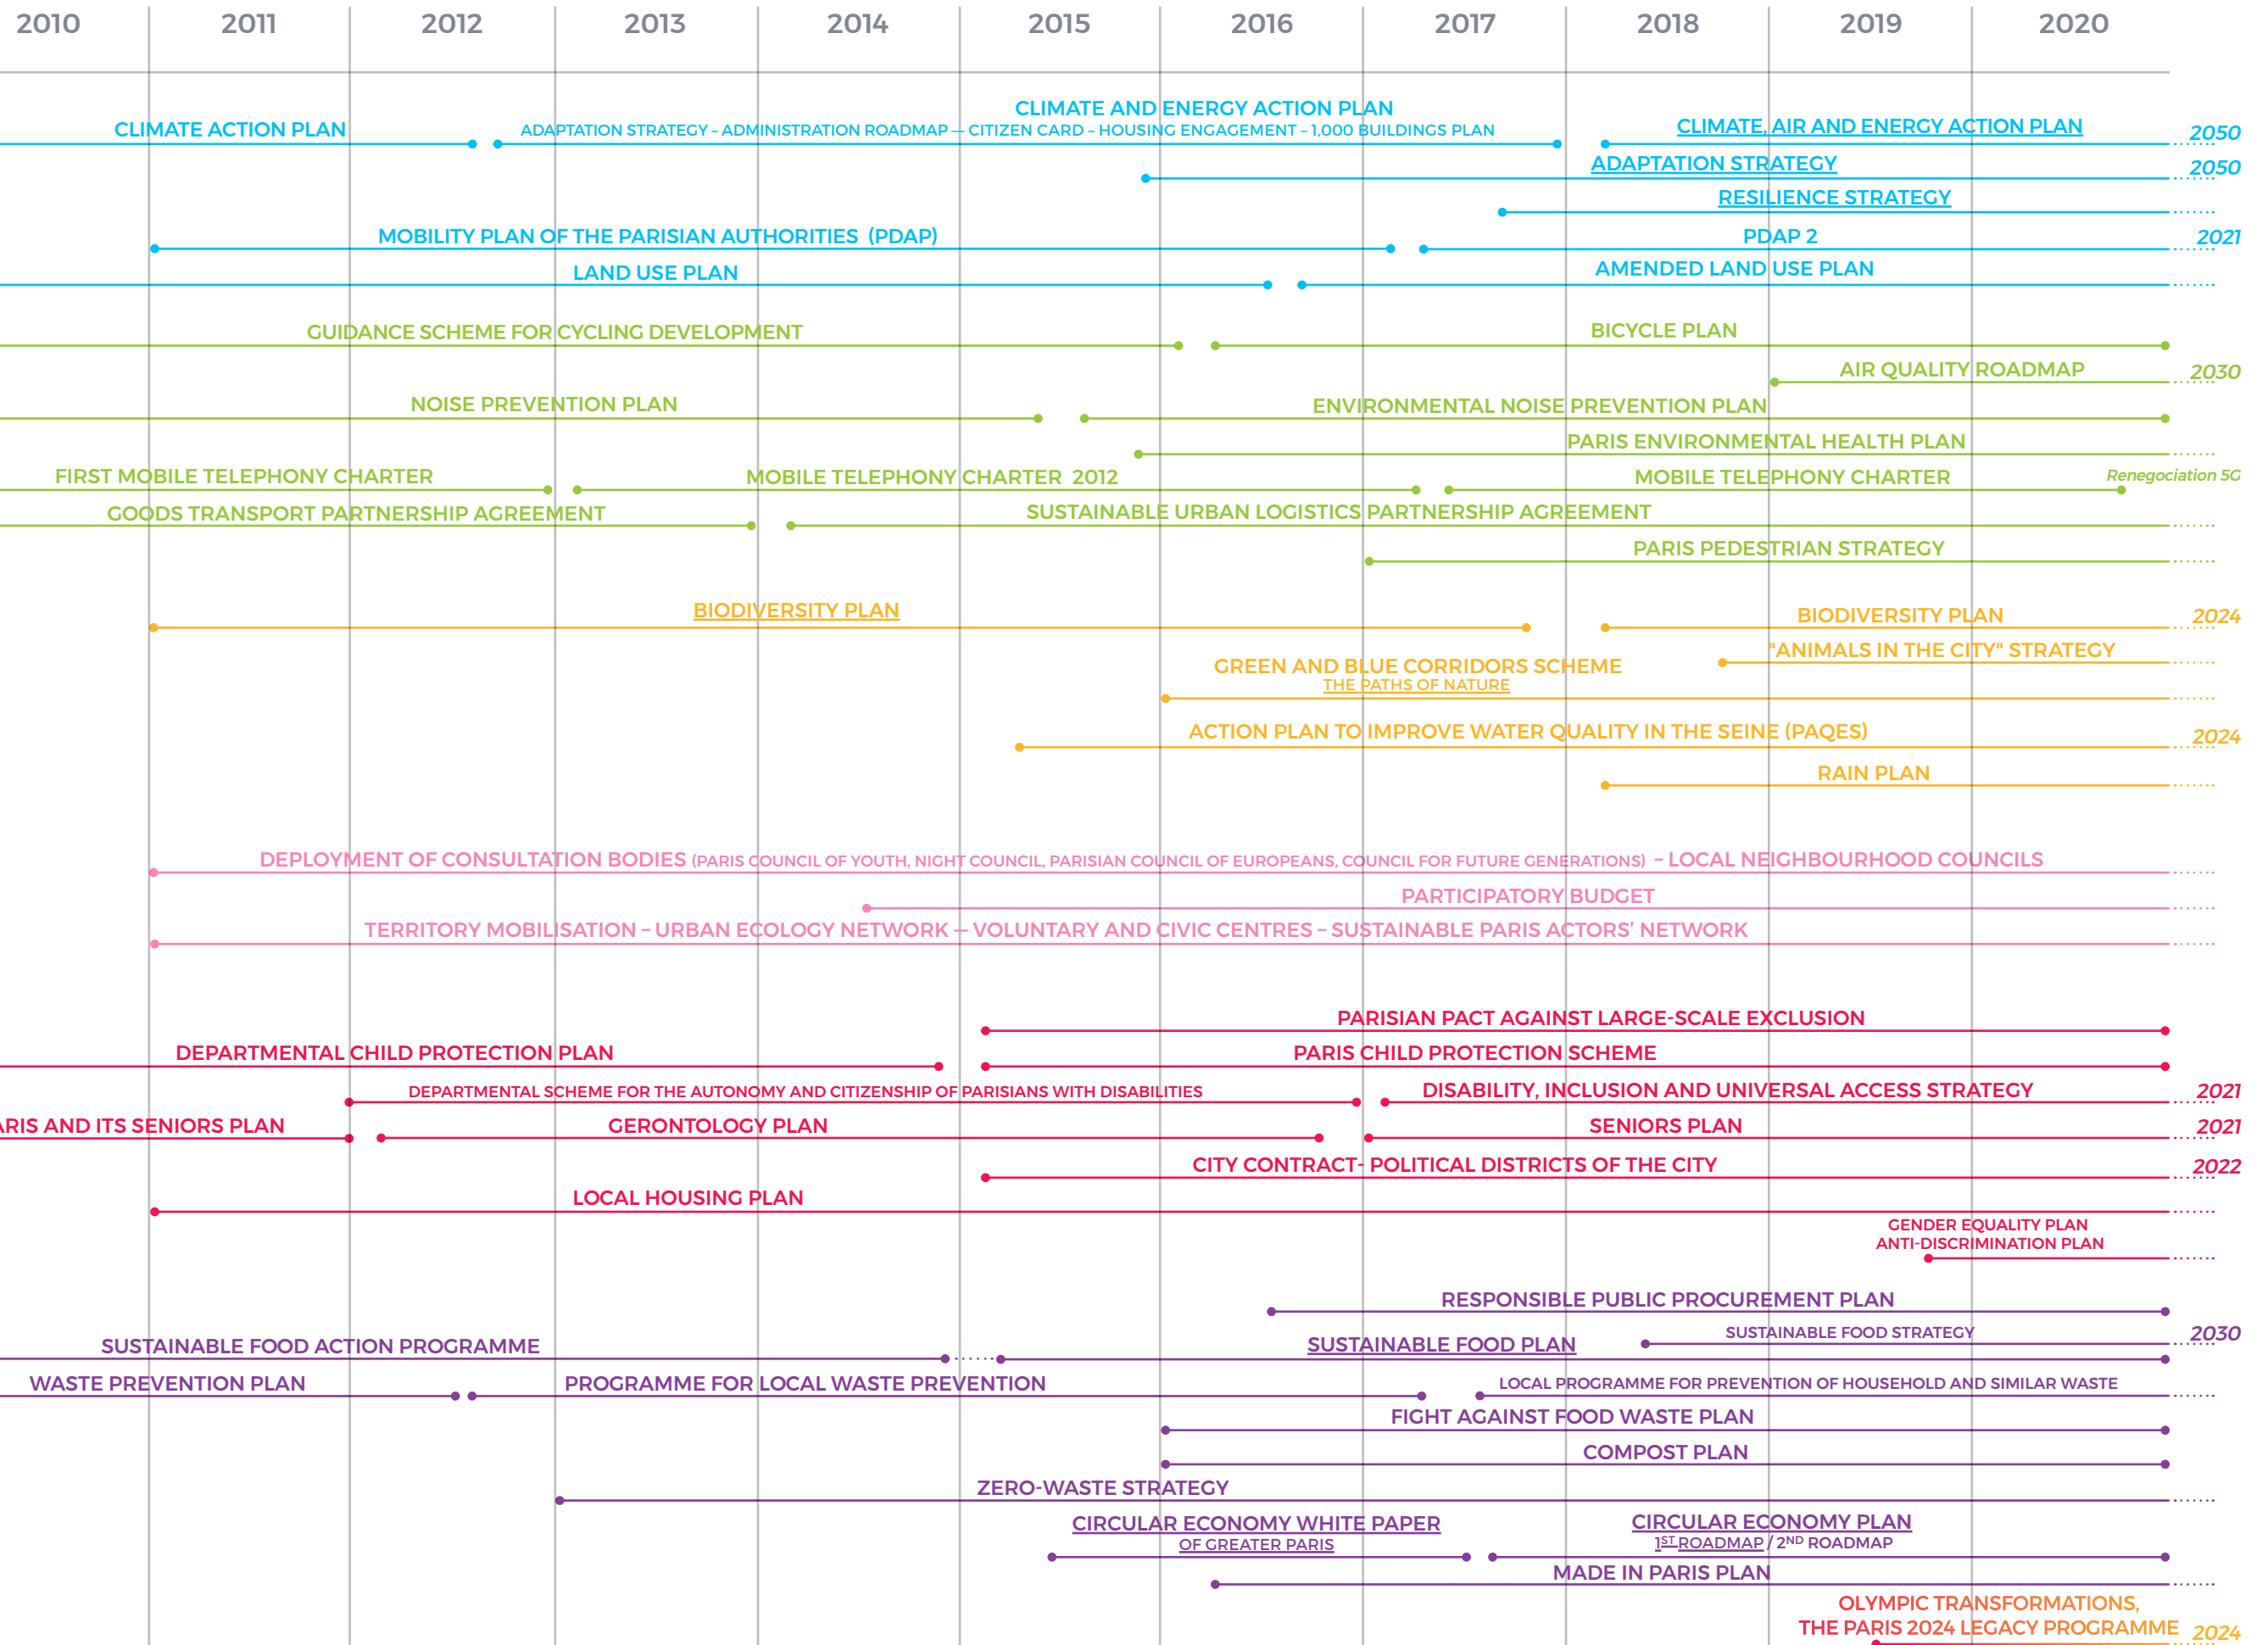 2010 2011 2012 2013 2014 2015 2016 2017 2018 2019 2020
CLIMATE AND ENERGY ACTION PLAN
CLIMATE ACTION PLAN
ADAPTATION STRATEGY – ADMINISTRATION ROADMAP — CITIZEN CARD – HOUSING ENGAGEMENT – 1,000 BUILDINGS PLAN
CLIMATE, AIR AND ENERGY ACTION PLAN
2050
ADAPTATION STRATEGY
2050
RESILIENCE STRATEGY
MOBILITY PLAN OF THE PARISIAN AUTHORITIES (PDAP)
PDAP 2
2021
LAND USE PLAN
AMENDED LAND USE PLAN
GUIDANCE SCHEME FOR CYCLING DEVELOPMENT
BICYCLE PLAN
AIR QUALITY ROADMAP
2030
NOISE PREVENTION PLAN
ENVIRONMENTAL NOISE PREVENTION PLAN
PARIS ENVIRONMENTAL HEALTH PLAN
FIRST MOBILE TELEPHONY CHARTER
MOBILE TELEPHONY CHARTER 2012
MOBILE TELEPHONY CHARTER
Renegociation 5G
GOODS TRANSPORT PARTNERSHIP AGREEMENT
SUSTAINABLE URBAN LOGISTICS PARTNERSHIP AGREEMENT
PARIS PEDESTRIAN STRATEGY
BIODIVERSITY PLAN
BIODIVERSITY PLAN
2024
"ANIMALS IN THE CITY" STRATEGY
GREEN AND BLUE CORRIDORS SCHEME
THE PATHS OF NATURE
ACTION PLAN TO IMPROVE WATER QUALITY IN THE SEINE (PAQES)
2024
RAIN PLAN
DEPLOYMENT OF CONSULTATION BODIES (PARIS COUNCIL OF YOUTH, NIGHT COUNCIL, PARISIAN COUNCIL OF EUROPEANS, COUNCIL FOR FUTURE GENERATIONS) – LOCAL NEIGHBOURHOOD COUNCILS
PARTICIPATORY BUDGET
TERRITORY MOBILISATION – URBAN ECOLOGY NETWORK — VOLUNTARY AND CIVIC CENTRES – SUSTAINABLE PARIS ACTORS’ NETWORK
PARISIAN PACT AGAINST LARGE-SCALE EXCLUSION
DEPARTMENTAL CHILD PROTECTION PLAN
PARIS CHILD PROTECTION SCHEME
DEPARTMENTAL SCHEME FOR THE AUTONOMY AND CITIZENSHIP OF PARISIANS WITH DISABILITIES
DISABILITY, INCLUSION AND UNIVERSAL ACCESS STRATEGY
2021
ARIS AND ITS SENIORS PLAN
GERONTOLOGY PLAN
SENIORS PLAN
2021
CITY CONTRACT- POLITICAL DISTRICTS OF THE CITY
2022
LOCAL HOUSING PLAN
GENDER EQUALITY PLAN
ANTI-DISCRIMINATION PLAN
RESPONSIBLE PUBLIC PROCUREMENT PLAN
SUSTAINABLE FOOD ACTION PROGRAMME
SUSTAINABLE FOOD PLAN
SUSTAINABLE FOOD STRATEGY
2030
WASTE PREVENTION PLAN
PROGRAMME FOR LOCAL WASTE PREVENTION
LOCAL PROGRAMME FOR PREVENTION OF HOUSEHOLD AND SIMILAR WASTE
FIGHT AGAINST FOOD WASTE PLAN
COMPOST PLAN
ZERO-WASTE STRATEGY
CIRCULAR ECONOMY WHITE PAPER
OF GREATER PARIS
CIRCULAR ECONOMY PLAN
1ST ROADMAP / 2ND ROADMAP
MADE IN PARIS PLAN
OLYMPIC TRANSFORMATIONS,
THE PARIS 2024 LEGACY PROGRAMME
2024